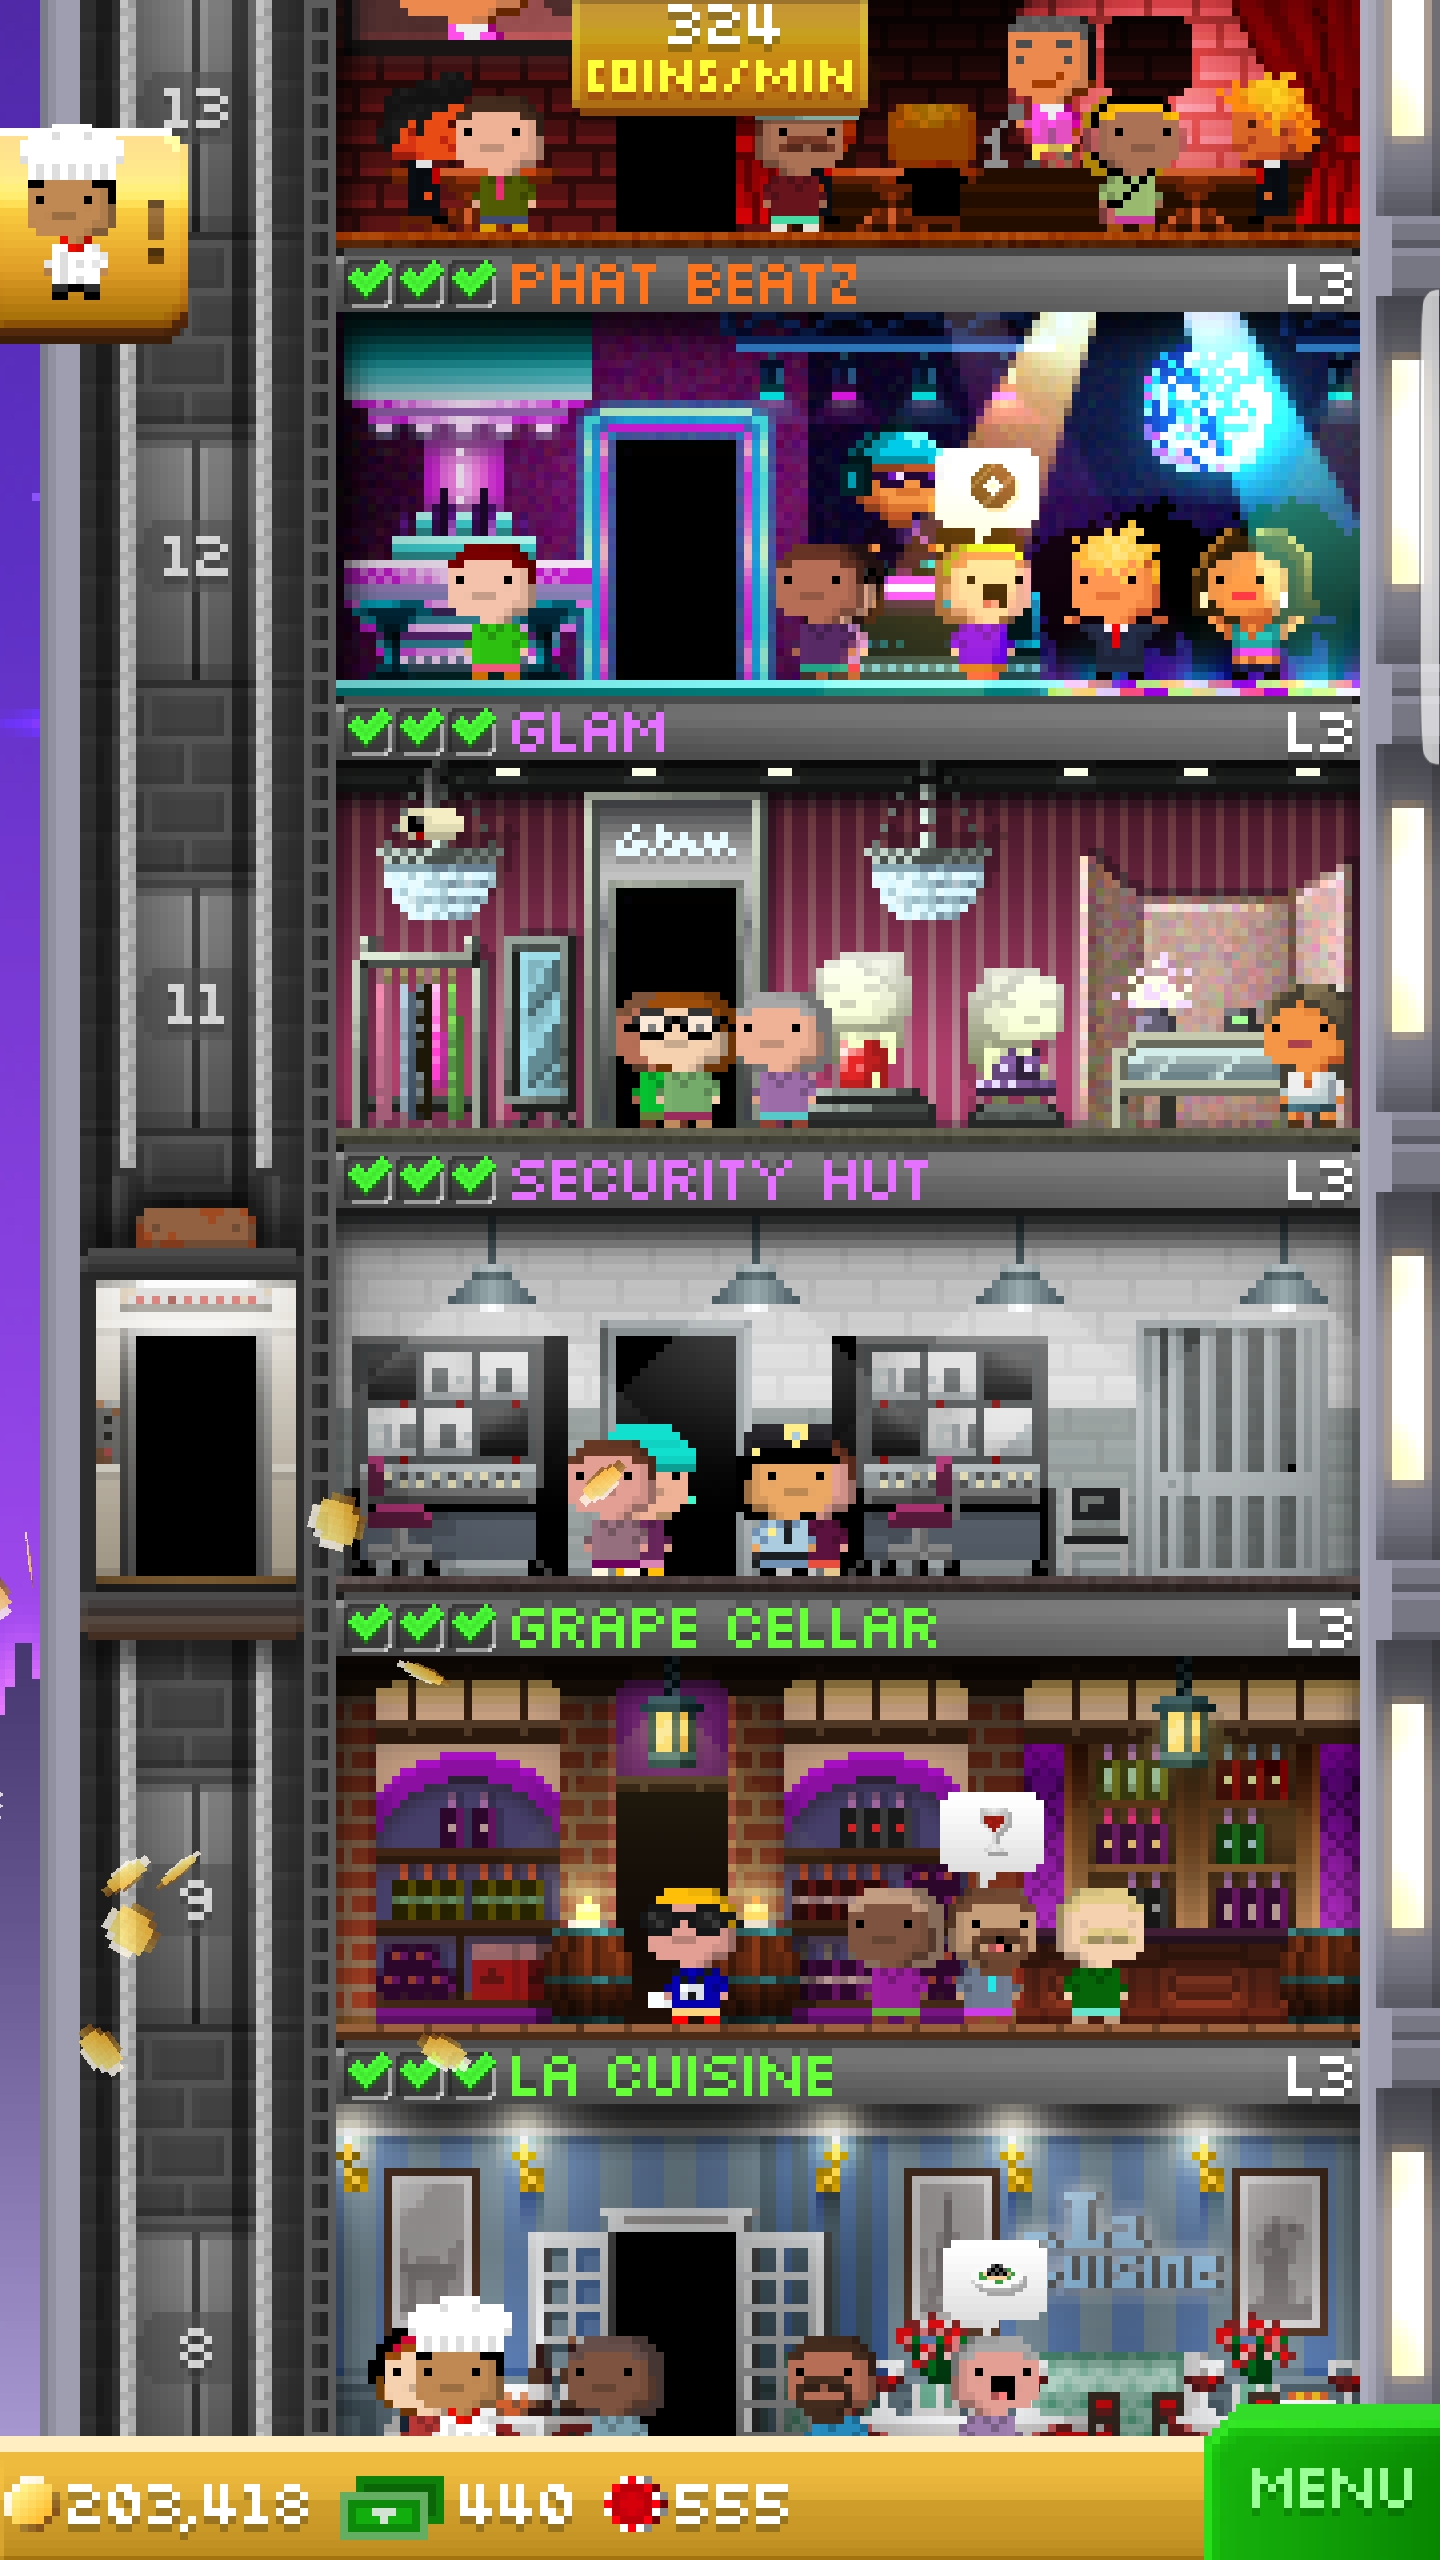 324
COINS/MIN
13
!
PHAT BEATZ L3
12
GLAM L3
Glam
11
SECURITY HUT L3
GRAPE CELLAR L3
9
LA CUISINE L3
La
Cuisine
8
203,418 440 555
MENU